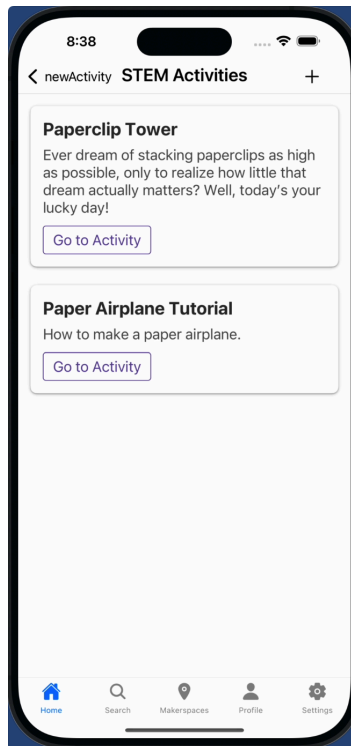 8:38
newActivity STEM Activities +
Paperclip Tower
Ever dream of stacking paperclips as high
as possible, only to realize how little that
dream actually matters? Well, today's your
lucky day!
Go to Activity
Paper Airplane Tutorial
How to make a paper airplane.
Go to Activity
Home Search Makerspaces Profile Settings